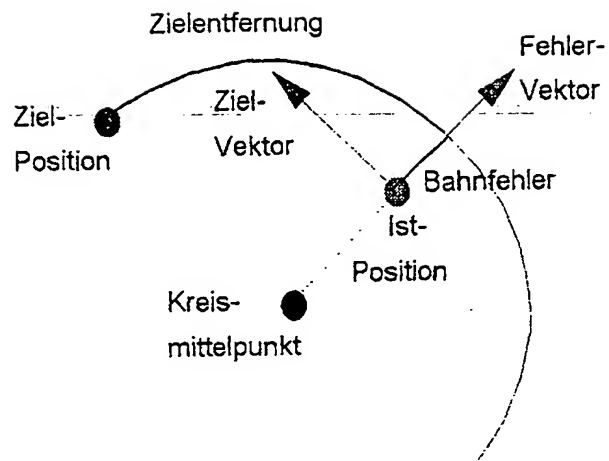 Zielentfernung
Fehler-
Vektor
Ziel-
Position
Ziel-
Vektor
Bahnfehler
Ist-
Position
Kreis-
mittelpunkt